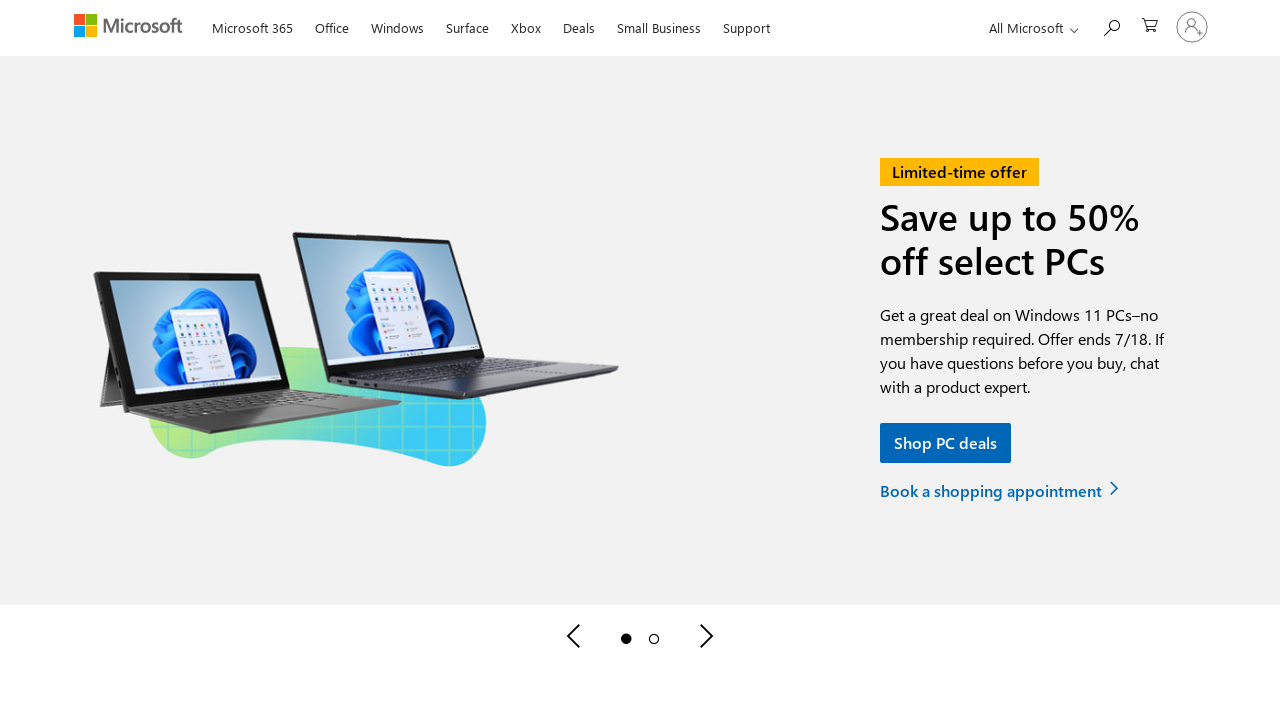 Microsoft
Microsoft 365
Office
Windows
Surface
Xbox
Deals
Small Business
Support
All Microsoft
Limited-time offer
Save up to 50%
off select PCs
Get a great deal on Windows 11 PCs–no
membership required. Offer ends 7/18. If
you have questions before you buy, chat
with a product expert.
Shop PC deals
Book a shopping appointment